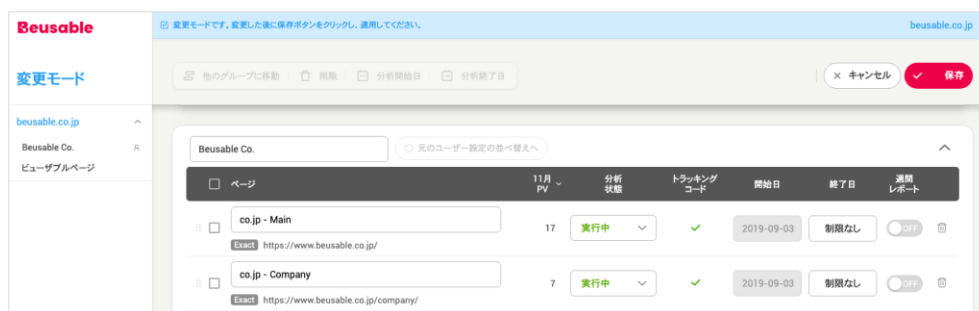 Beusable
変更モードです。変更した後に保存ボタンをクリックし、適用してください。
beusable.co.jp
変更モード
他のグループに移動 削除 分析開始日 分析終了日
キャンセル 保存
beusable.co.jp
Beusable Co.
ビューザブルページ
Beusable Co. 元のユーザー設定の並べ替えへ
ページ 11月 PV 分析 状態 トラッキング コード 開始日 終了日 週間 レポート
co.jp - Main 17 実行中 2019-09-03 制限なし OFF
Exact https://www.beusable.co.jp/
co.jp - Company 7 実行中 2019-09-03 制限なし OFF
Exact https://www.beusable.co.jp/company/